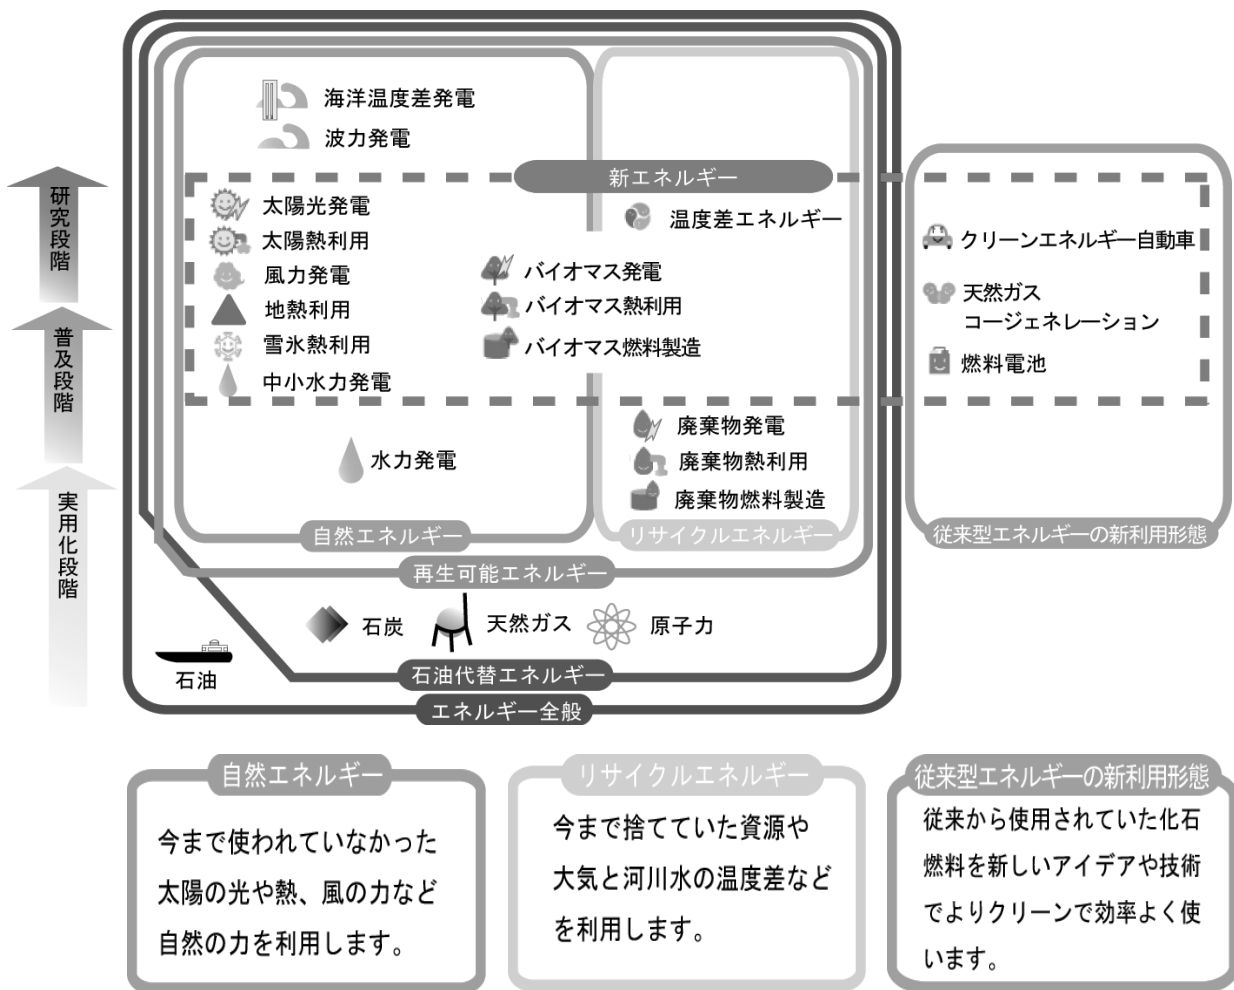 海洋温度差発電
波力発電
新エネルギー
研究段階
普及段階
実用化段階
太陽光発電
太陽熱利用
風力発電
地熱利用
雪氷熱利用
中小水力発電
温度差エネルギー
バイオマス発電
バイオマス熱利用
バイオマス燃料製造
クリーンエネルギー自動車
天然ガス
コージェネレーション
燃料電池
水力発電
廃棄物発電
廃棄物熱利用
廃棄物燃料製造
自然エネルギー
リサイクルエネルギー
従来型エネルギーの新利用形態
再生可能エネルギー
石炭
天然ガス
原子力
石油
石油代替エネルギー
エネルギー全般
自然エネルギー
今まで使われていなかった
太陽の光や熱、風の力など
自然の力を利用します。
リサイクルエネルギー
今まで捨てていた資源や
大気と河川水の温度差など
を利用します。
従来型エネルギーの新利用形態
従来から使用されていた化石
燃料を新しいアイデアや技術
でよりクリーンで効率よく使
います。